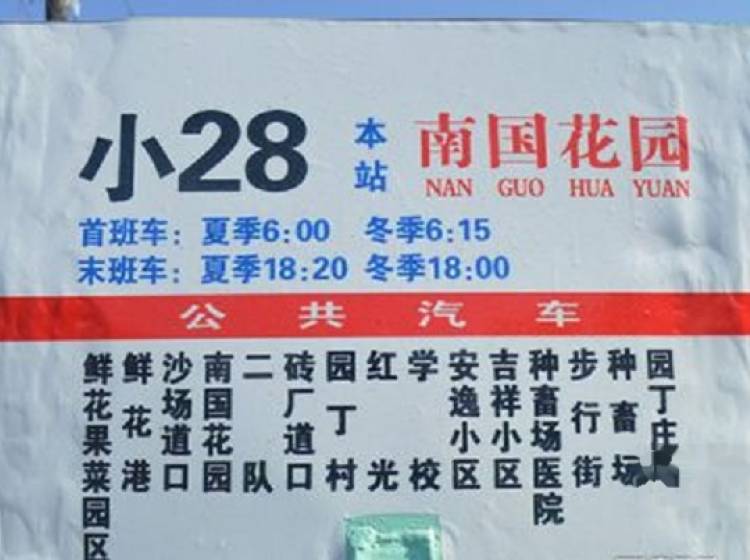 小28
本站
南国花园
NAN GUO HUA YUAN
首班车: 夏季6:00 冬季6:15
末班车: 夏季18:20 冬季18:00
公共汽车
鲜花果菜园区
鲜花港
沙场道口
南国花园
二队
砖厂道口
园丁村
红光
学校
安逸小区
吉祥小区
种畜场医院
步行街
种畜场
园丁庄